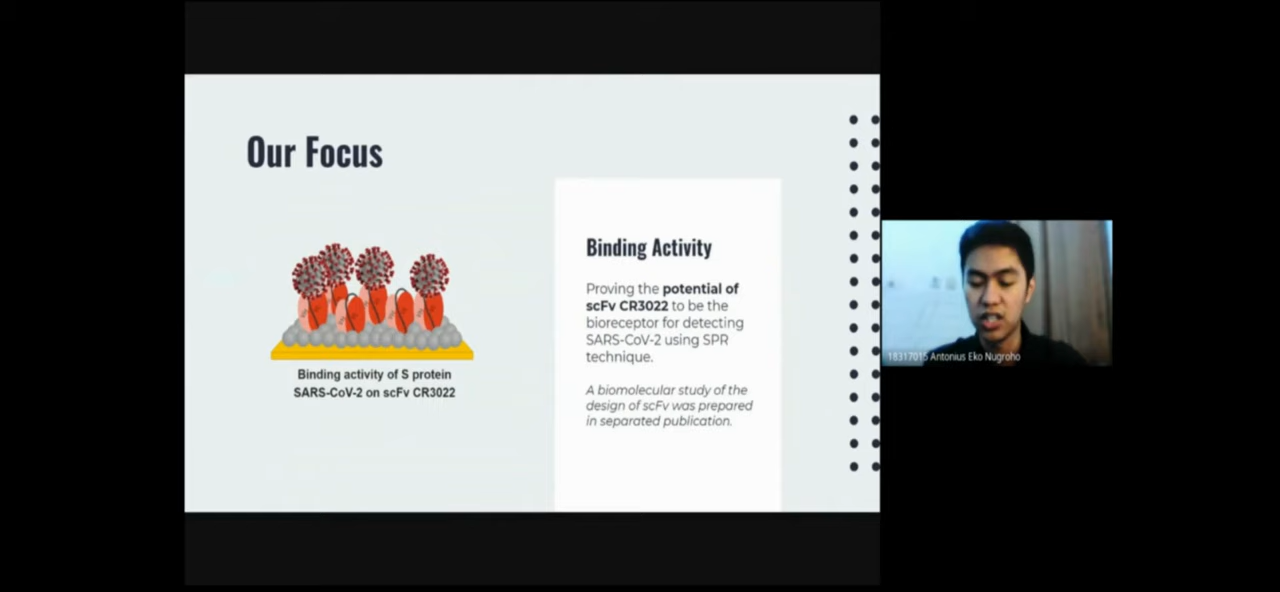 Our Focus
Binding activity of S protein
SARS-CoV-2 on scFv CR3022
Binding Activity
Proving the potential of
scFv CR3022 to be the
bioreceptor for detecting
SARS-CoV-2 using SPR
technique.
A biomolecular study of the
design of scFv was prepared
in separated publication.
18317015 Antonius Eko Nugroho